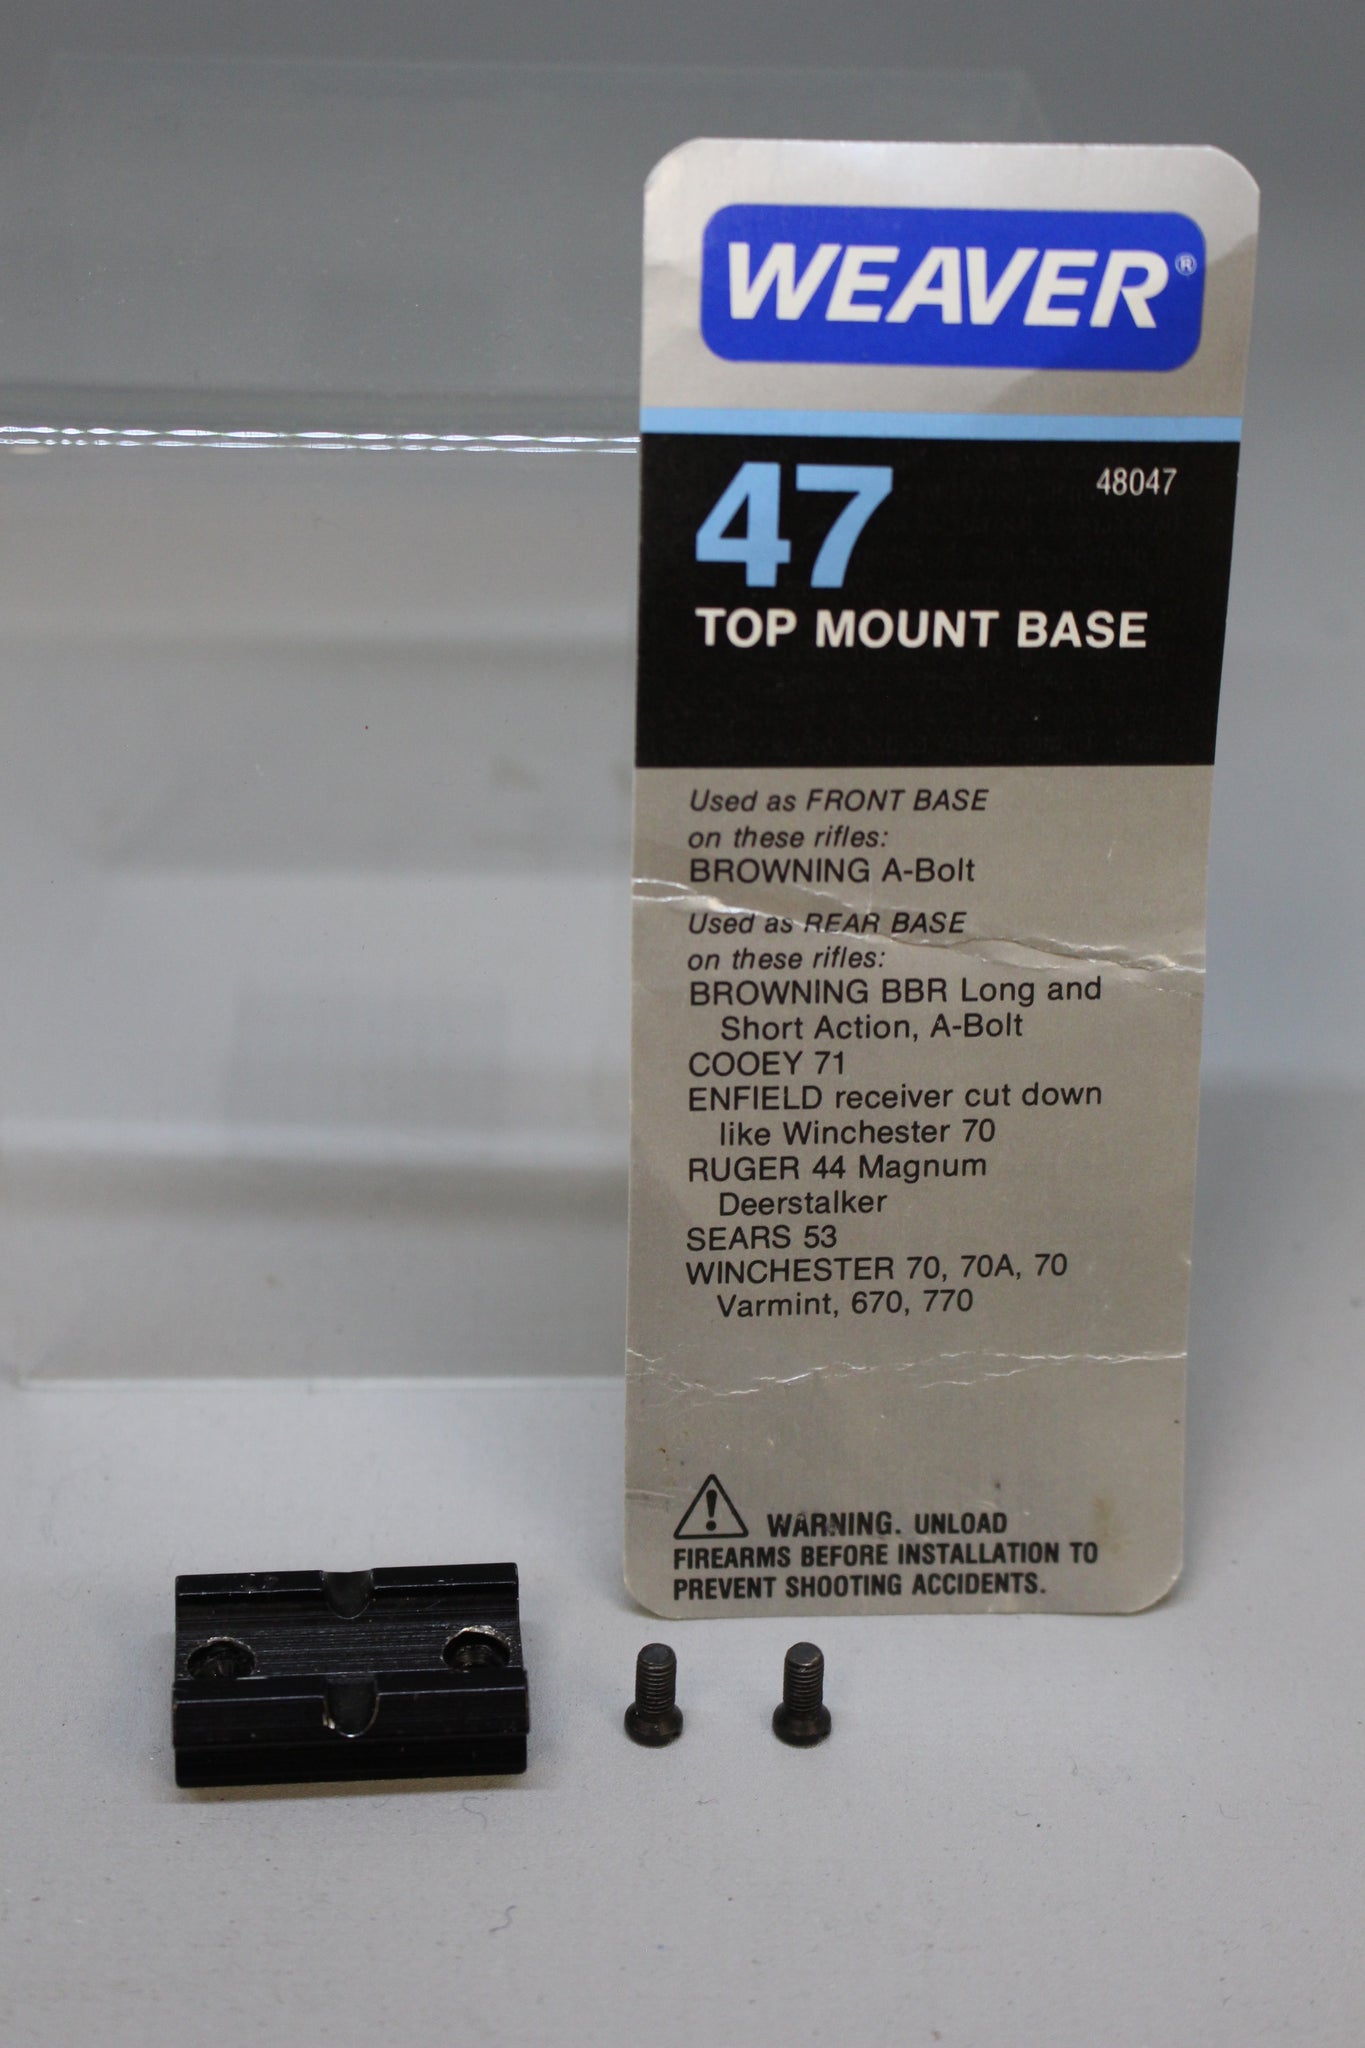 WEAVER®
47
48047
TOP MOUNT BASE
Used as FRONT BASE
on these rifles:
BROWNING A-Bolt
Used as REAR BASE
on these rifles:
BROWNING BBR Long and
Short Action, A-Bolt
COOEY 71
ENFIELD receiver cut down
like Winchester 70
RUGER 44 Magnum
Deerstalker
SEARS 53
WINCHESTER 70, 70A, 70
Varmint, 670, 770
WARNING. UNLOAD
FIREARMS BEFORE INSTALLATION TO
PREVENT SHOOTING ACCIDENTS.